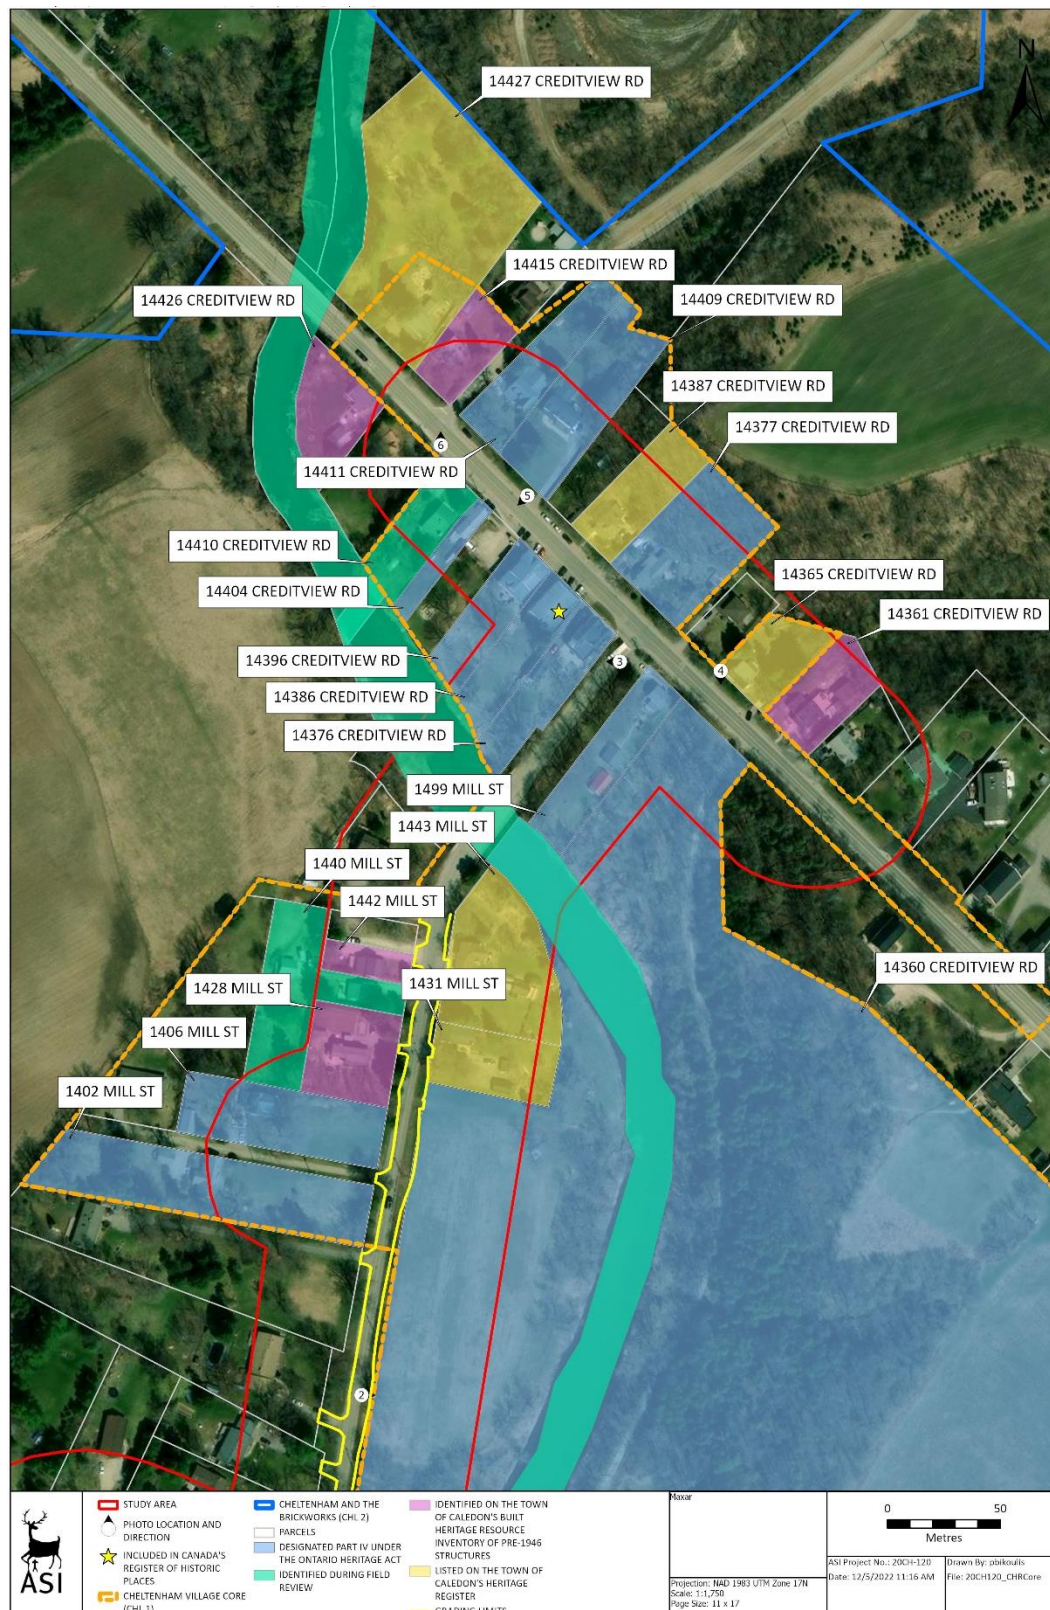 14427 CREDITVIEW RD
N
14415 CREDITVIEW RD
14426 CREDITVIEW RD
14409 CREDITVIEW RD
14387 CREDITVIEW RD
14377 CREDITVIEW RD
6
14411 CREDITVIEW RD
5
14410 CREDITVIEW RD
14365 CREDITVIEW RD
14404 CREDITVIEW RD
14361 CREDITVIEW RD
14396 CREDITVIEW RD
3
4
14386 CREDITVIEW RD
14376 CREDITVIEW RD
1499 MILL ST
1443 MILL ST
1440 MILL ST
1442 MILL ST
14360 CREDITVIEW RD
1428 MILL ST
1431 MILL ST
1406 MILL ST
1402 MILL ST
2
ASI
STUDY AREA
PHOTO LOCATION AND
DIRECTION
INCLUDED IN CANADA'S
REGISTER OF HISTORIC
PLACES
CHELTENHAM VILLAGE CORE
(CHL 1)
CHELTENHAM AND THE
BRICKWORKS (CHL 2)
PARCELS
DESIGNATED PART IV UNDER
THE ONTARIO HERITAGE ACT
IDENTIFIED DURING FIELD
REVIEW
IDENTIFIED ON THE TOWN
OF CALEDON'S BUILT
HERITAGE RESOURCE
INVENTORY OF PRE-1946
STRUCTURES
LISTED ON THE TOWN OF
CALEDON'S HERITAGE
REGISTER
GRADING LIMITS
Maxar
Projection: NAD 1983 UTM Zone 17N
Scale: 1:1,750
Page Size: 11 x 17
0 50
Metres
ASI Project No.: 20CH-120
Date: 12/5/2022 11:16 AM
Drawn By: pbikoulis
File: 20CH120_CHRCore